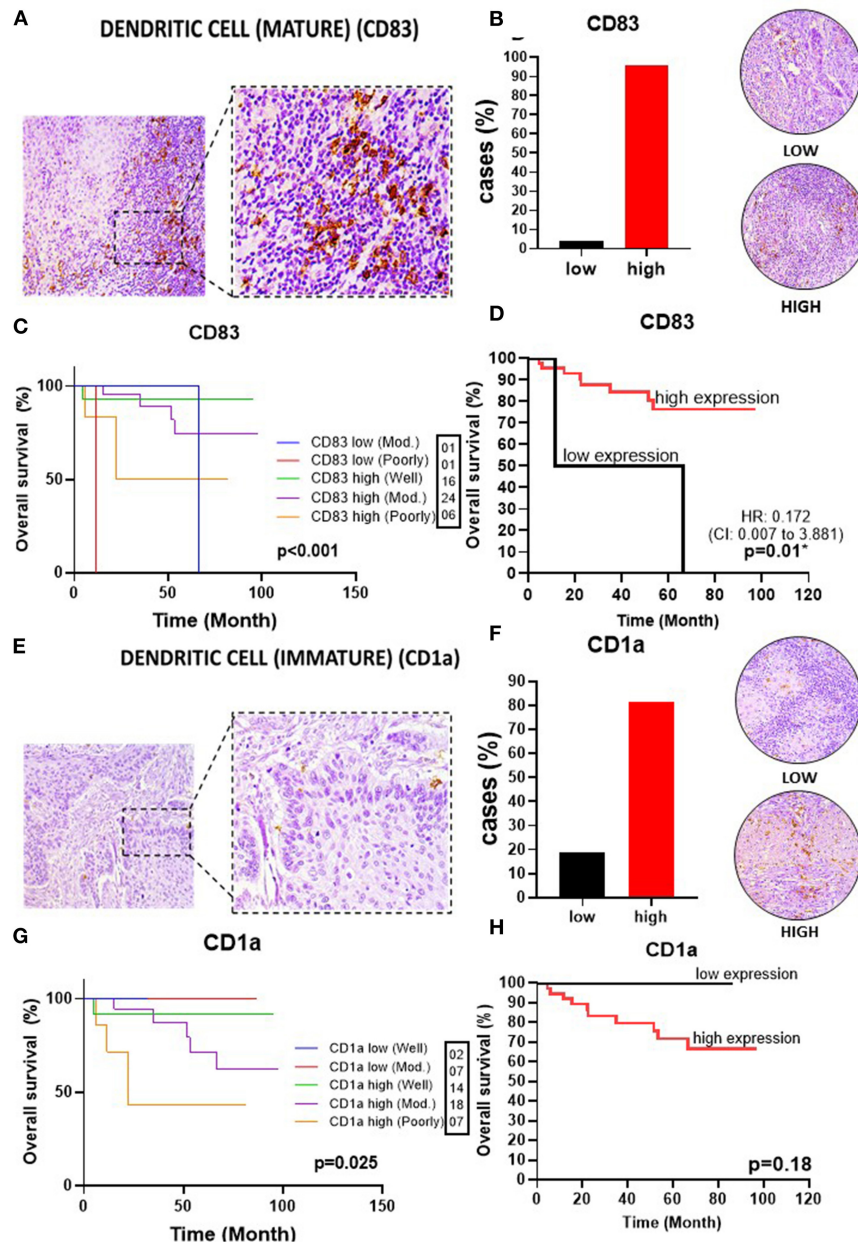 A
DENDRITIC CELL (MATURE) (CD83)
B
CD83
cases (%)
100
90
80
70
60
50
40
30
20
10
0
low
high
LOW
HIGH
C
CD83
Overall survival (%)
100
50
0
0
50
100
150
Time (Month)
CD83 low (Mod.) 01
CD83 low (Poorly) 01
CD83 high (Well) 16
CD83 high (Mod.) 24
CD83 high (Poorly) 06
p<0.001
D
CD83
Overall survival (%)
100
90
80
70
60
50
40
30
20
10
0
high expression
low expression
HR: 0.172
(CI: 0.007 to 3.881)
p=0.01*
0
20
40
60
80
100
120
Time (Month)
E
DENDRITIC CELL (IMMATURE) (CD1a)
F
CD1a
cases (%)
90
80
70
60
50
40
30
20
10
0
low
high
LOW
HIGH
G
CD1a
Overall survival (%)
100
50
0
0
50
100
150
Time (Month)
CD1a low (Well) 02
CD1a low (Mod.) 07
CD1a high (Well) 14
CD1a high (Mod.) 18
CD1a high (Poorly) 07
p=0.025
H
CD1a
Overall survival (%)
100
90
80
70
60
50
40
30
20
10
0
low expression
high expression
p=0.18
0
20
40
60
80
100
120
Time (Month)